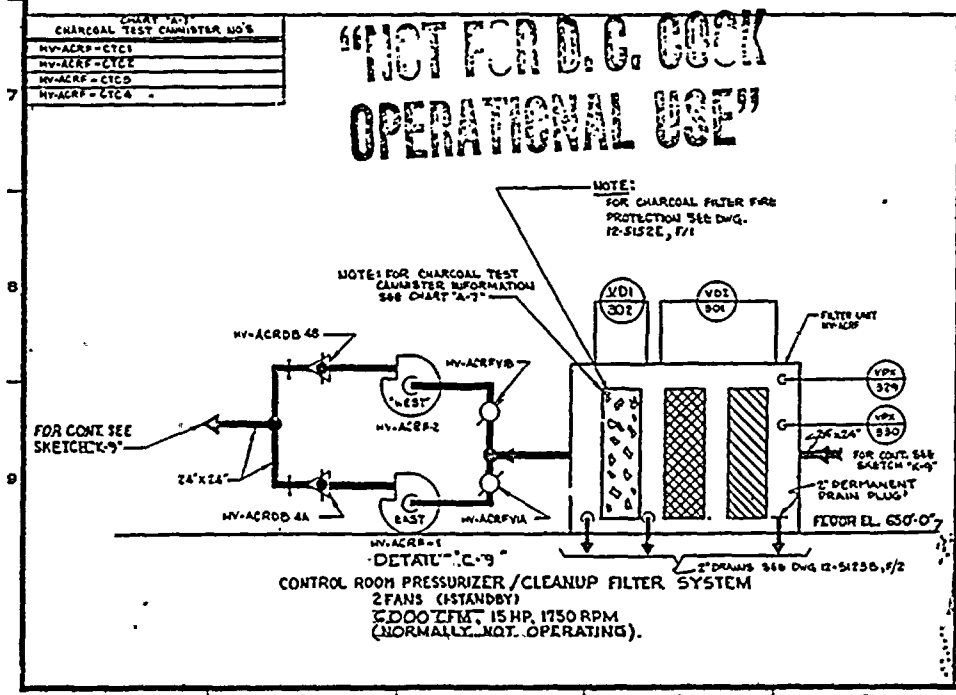 CHART "A-7"
CHARCOAL TEST CANNISTER NO'S
HV-ACRF-CTC1
HV-ACRF-CTC2
HV-ACRF-CTC3
HV-ACRF-CTC4
"NOT FOR D. C. COOK
OPERATIONAL USE"
7
8
9
NOTE:
FOR CHARCOAL FILTER FIRE
PROTECTION SEE DWG.
12-5152E, F/1
NOTE: FOR CHARCOAL TEST
CANNISTER INFORMATION
SEE CHART "A-7"
VD1
302
VD2
301
FILTER UNIT
HV-ACRF
HV-ACRDB 4B
HV-ACRFV1B
VPX
329
"WEST"
HV-ACRF-2
VPX
330
FOR CONT. SEE
SKETCH "K-9"
24"X24"
24"X24"
FOR CONT. SEE
SKETCH "K-9"
2" PERMANENT
DRAIN PLUG
HV-ACRDB 4A
EAST
HV-ACRFV1A
FLOOR EL. 650'-0"
HV-ACRF-1
DETAIL "C-9"
2" DRAINS SEE DWG 12-5125B, F/2
CONTROL ROOM PRESSURIZER/CLEANUP FILTER SYSTEM
2 FANS (1 STANDBY)
6,000 CFM, 15 HP, 1750 RPM
(NORMALLY NOT OPERATING).